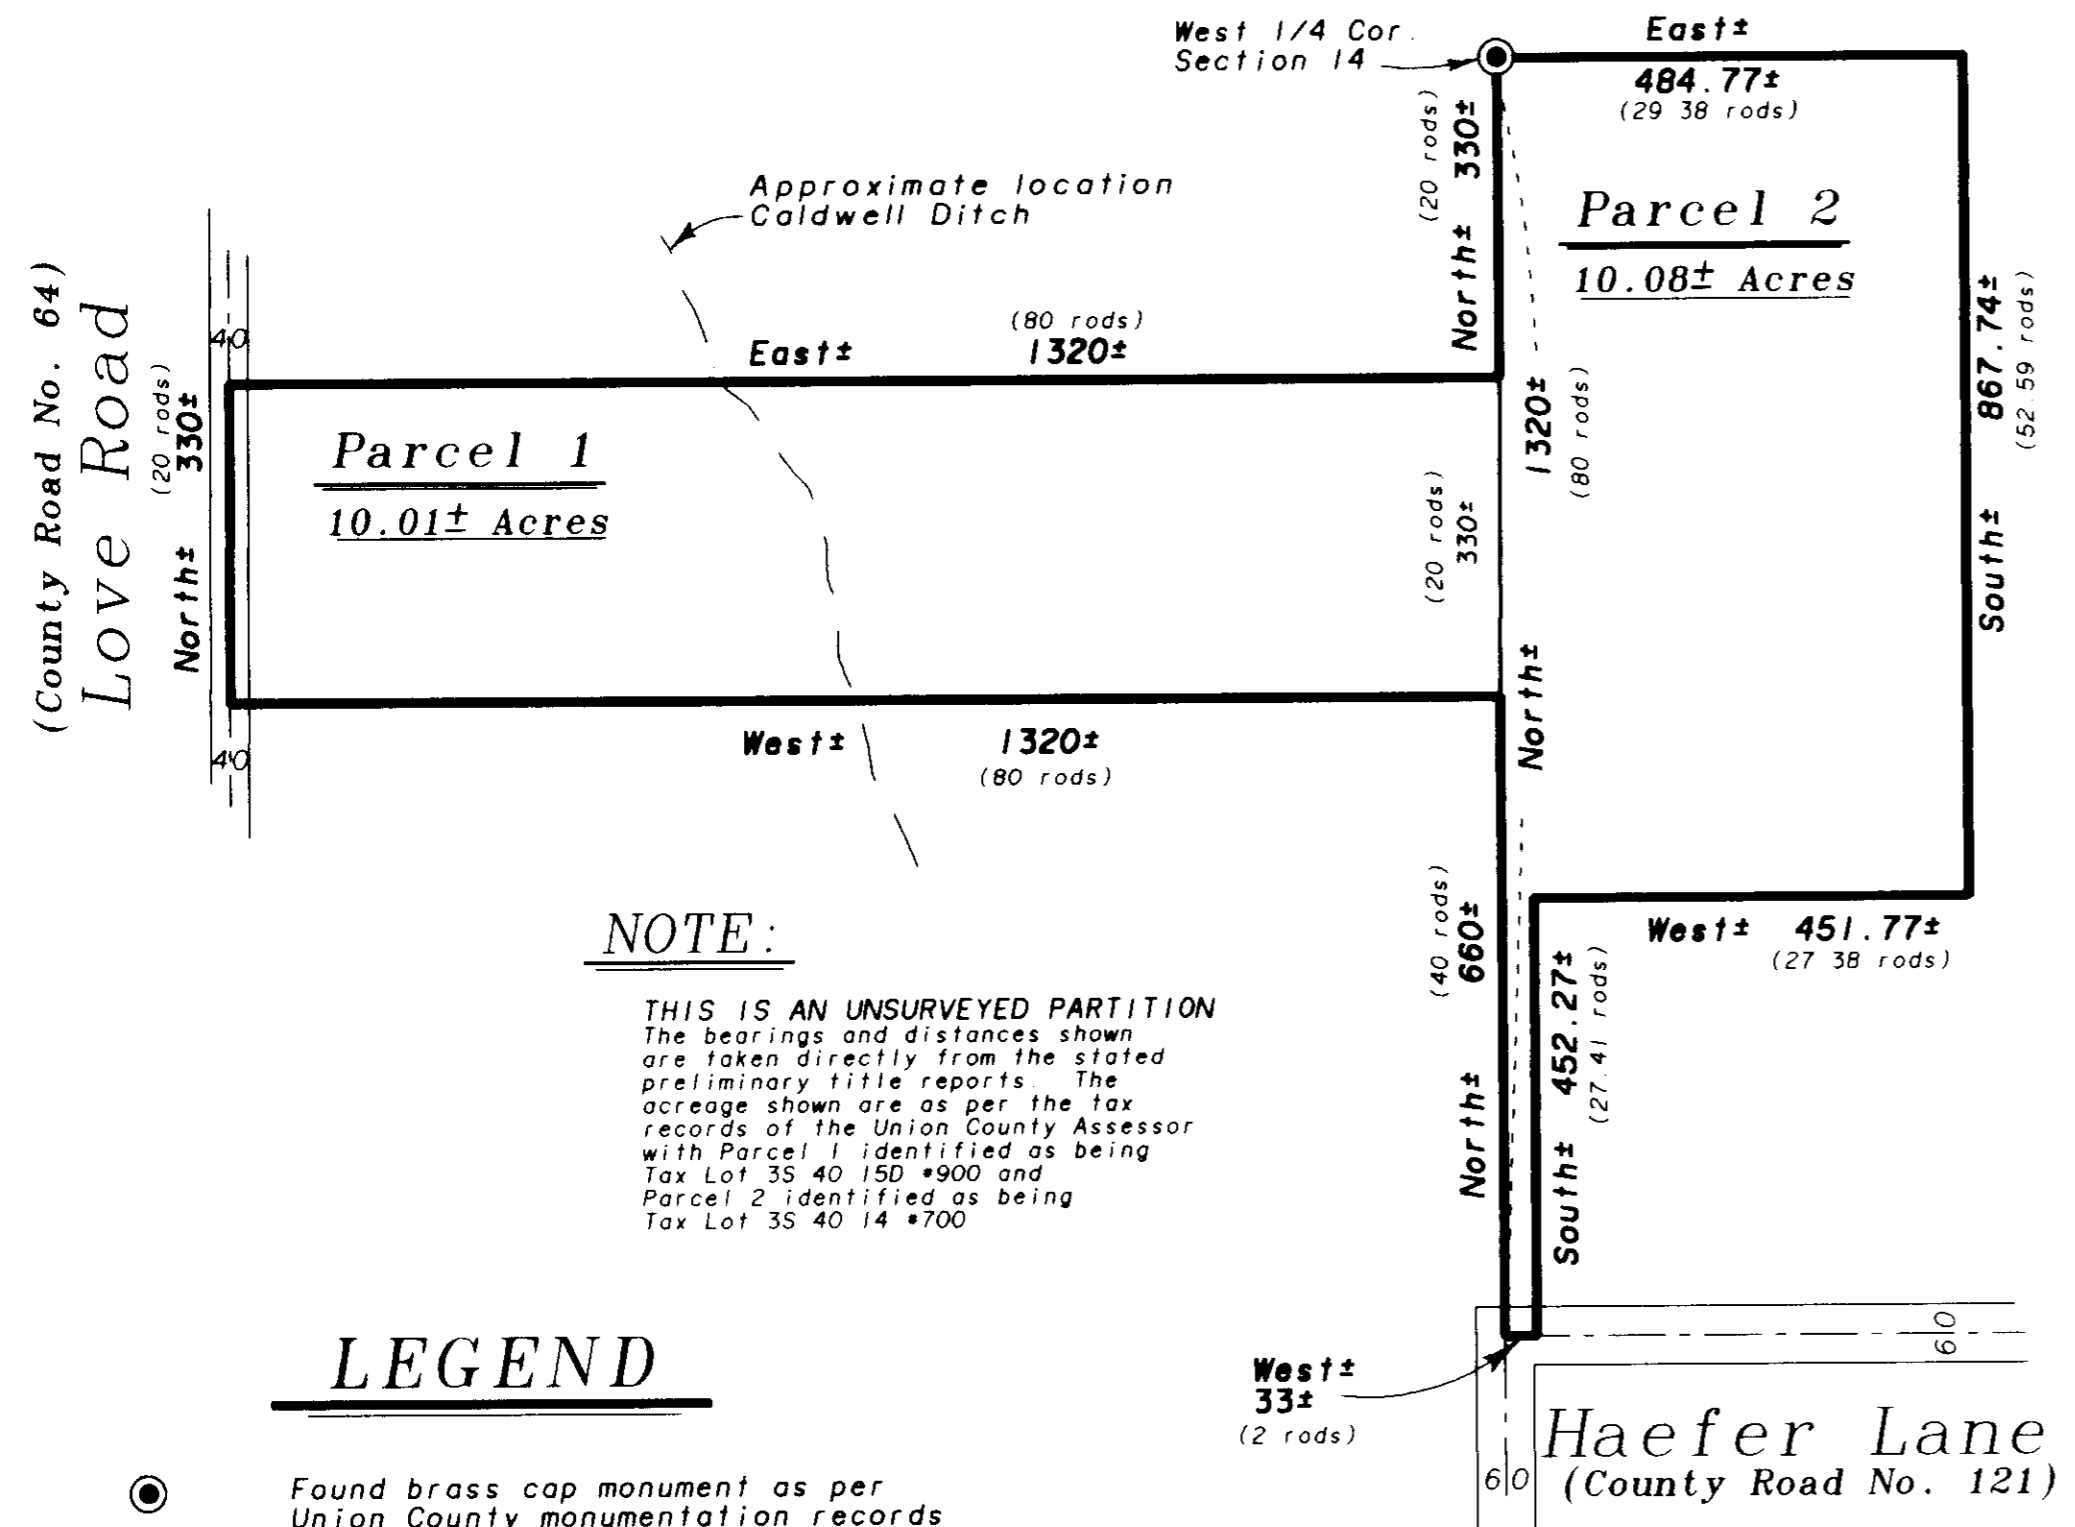 West 1/4 Cor.
Section 14
East±
484.77±
(29 38 rods)
(20 rods)
330±
North±
Parcel 2
10.08± Acres
Approximate location
Caldwell Ditch
(County Road No. 64)
Love Road
40
(20 rods)
330±
North±
40
(80 rods)
East± 1320±
Parcel 1
10.01± Acres
(20 rods)
330±
1320±
(80 rods)
North±
867.74±
(52.59 rods)
South±
West± 1320±
(80 rods)
West± 451.77±
(27 38 rods)
(40 rods)
660±
North±
452.27±
(27.41 rods)
South±
NOTE:
THIS IS AN UNSURVEYED PARTITION
The bearings and distances shown
are taken directly from the stated
preliminary title reports. The
acreage shown are as per the tax
records of the Union County Assessor
with Parcel 1 identified as being
Tax Lot 3S 40 15D #900 and
Parcel 2 identified as being
Tax Lot 3S 40 14 #700
60
West±
33±
(2 rods)
60
Haefer Lane
(County Road No. 121)
LEGEND
Found brass cap monument as per
Union County monumentation records